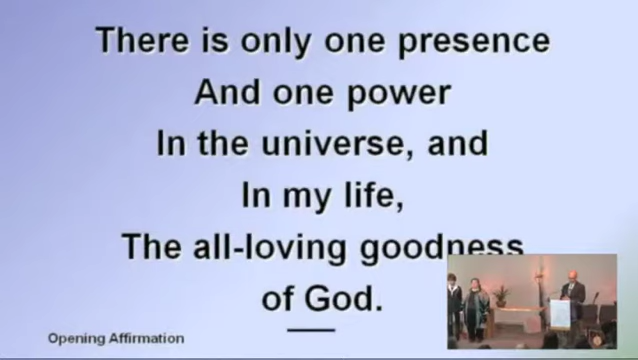 There is only one presence
And one power
In the universe, and
In my life,
The all-loving goodness
of God.
Opening Affirmation